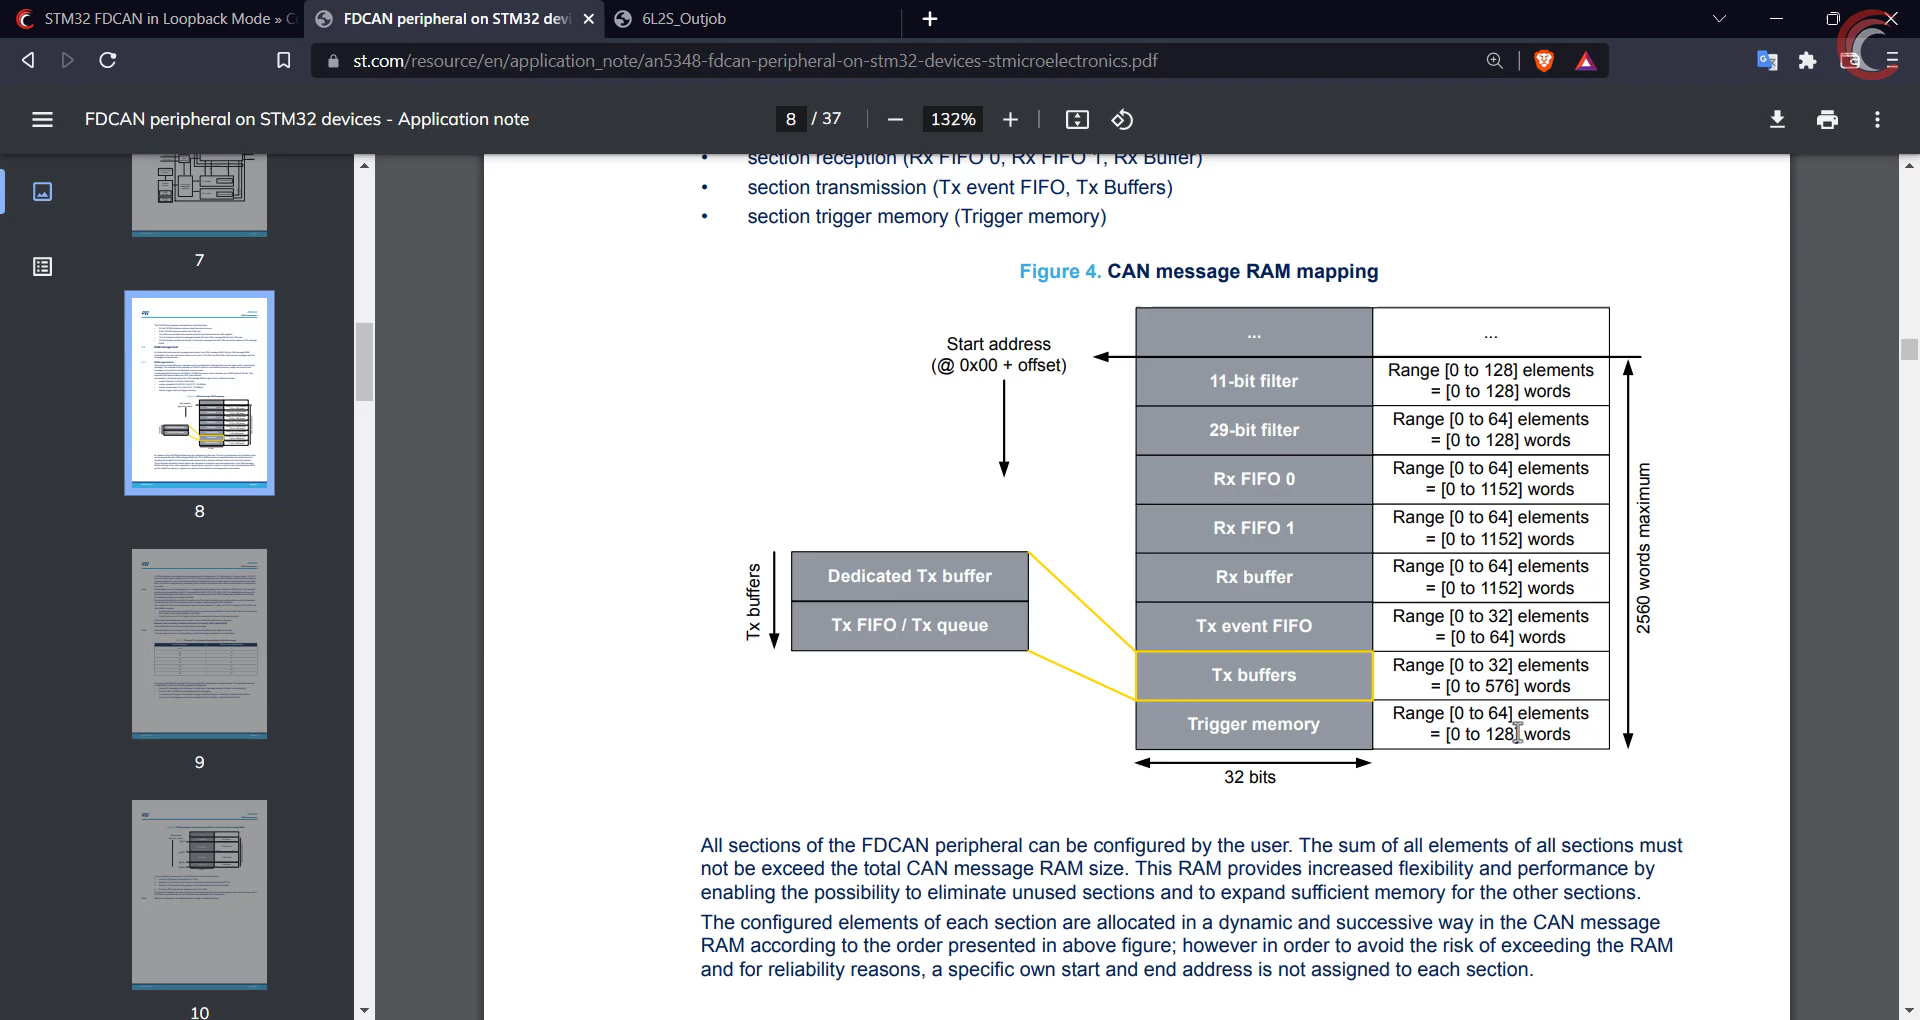 STM32 FDCAN in Loopback Mode » C
FDCAN peripheral on STM32 devi
6L2S_Outjob
st.com/resource/en/application_note/an5348-fdcan-peripheral-on-stm32-devices-stmicroelectronics.pdf
FDCAN peripheral on STM32 devices - Application note
8 / 37
132%
7
8
9
10
• section reception (Rx FIFO 0, Rx FIFO 1, Rx Buffer)
• section transmission (Tx event FIFO, Tx Buffers)
• section trigger memory (Trigger memory)
Figure 4. CAN message RAM mapping
Start address
(@ 0x00 + offset)
... ...
11-bit filter
Range [0 to 128] elements
= [0 to 128] words
29-bit filter
Range [0 to 64] elements
= [0 to 128] words
Rx FIFO 0
Range [0 to 64] elements
= [0 to 1152] words
Rx FIFO 1
Range [0 to 64] elements
= [0 to 1152] words
Rx buffer
Range [0 to 64] elements
= [0 to 1152] words
Tx event FIFO
Range [0 to 32] elements
= [0 to 64] words
Tx buffers
Range [0 to 32] elements
= [0 to 576] words
Trigger memory
Range [0 to 64] elements
= [0 to 128] words
2560 words maximum
Tx buffers
Dedicated Tx buffer
Tx FIFO / Tx queue
32 bits
All sections of the FDCAN peripheral can be configured by the user. The sum of all elements of all sections must
not be exceed the total CAN message RAM size. This RAM provides increased flexibility and performance by
enabling the possibility to eliminate unused sections and to expand sufficient memory for the other sections.
The configured elements of each section are allocated in a dynamic and successive way in the CAN message
RAM according to the order presented in above figure; however in order to avoid the risk of exceeding the RAM
and for reliability reasons, a specific own start and end address is not assigned to each section.